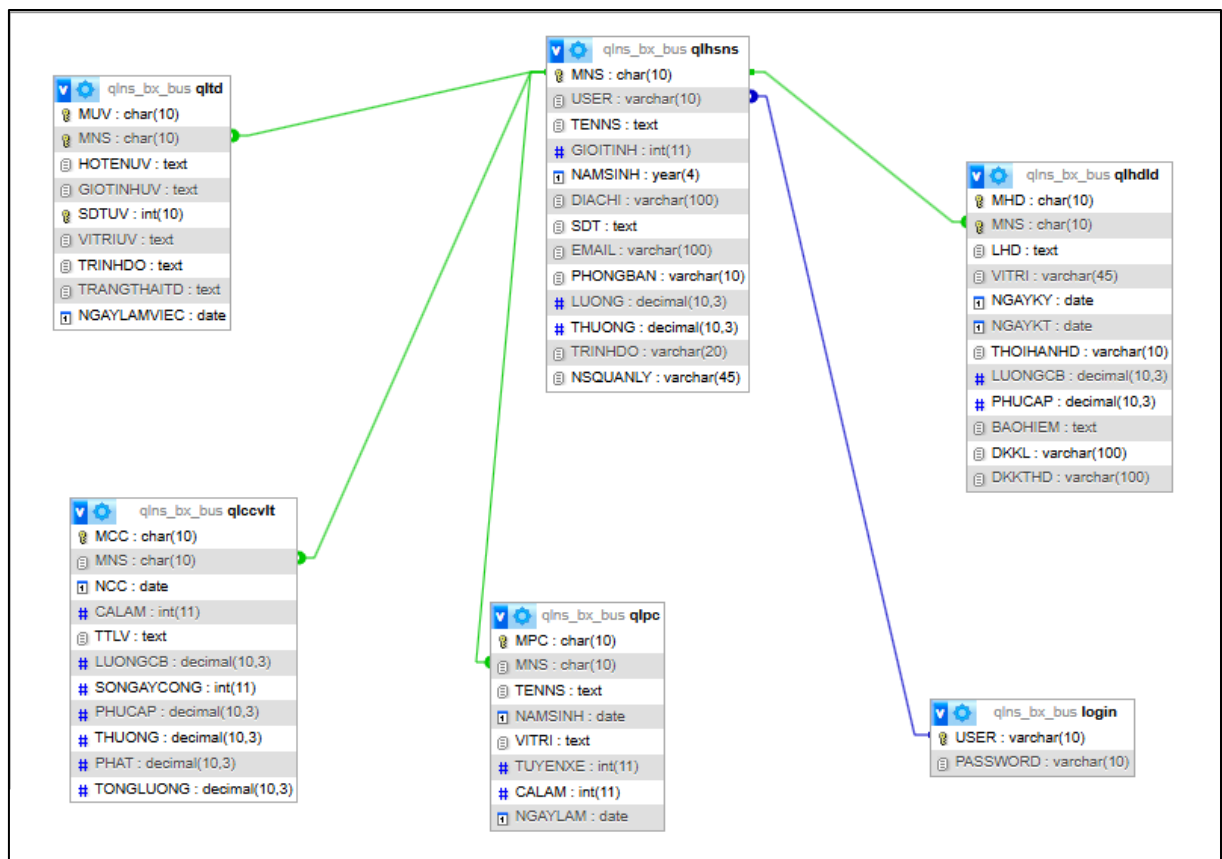 qlns_bx_bus qltd
MUV : char(10)
MNS : char(10)
HOTENUV : text
GIOTINHUV : text
SDTUV : int(10)
VITRIUV : text
TRINHDO : text
TRANGTHAITD : text
NGAYLAMVIEC : date
qlns_bx_bus qlhsns
MNS : char(10)
USER : varchar(10)
TENNS : text
GIOITINH : int(11)
NAMSINH : year(4)
DIACHI : varchar(100)
SDT : text
EMAIL : varchar(100)
PHONGBAN : varchar(10)
LUONG : decimal(10,3)
THUONG : decimal(10,3)
TRINHDO : varchar(20)
NSQUANLY : varchar(45)
qlns_bx_bus qlhdld
MHD : char(10)
MNS : char(10)
LHD : text
VITRI : varchar(45)
NGAYKY : date
NGAYKT : date
THOIHANHD : varchar(10)
LUONGCB : decimal(10,3)
PHUCAP : decimal(10,3)
BAOHIEM : text
DKKL : varchar(100)
DKKTHD : varchar(100)
qlns_bx_bus qlccvlt
MCC : char(10)
MNS : char(10)
NCC : date
CALAM : int(11)
TTLV : text
LUONGCB : decimal(10,3)
SONGAYCONG : int(11)
PHUCAP : decimal(10,3)
THUONG : decimal(10,3)
PHAT : decimal(10,3)
TONGLUONG : decimal(10,3)
qlns_bx_bus qlpc
MPC : char(10)
MNS : char(10)
TENNS : text
NAMSINH : date
VITRI : text
TUYENXE : int(11)
CALAM : int(11)
NGAYLAM : date
qlns_bx_bus login
USER : varchar(10)
PASSWORD : varchar(10)